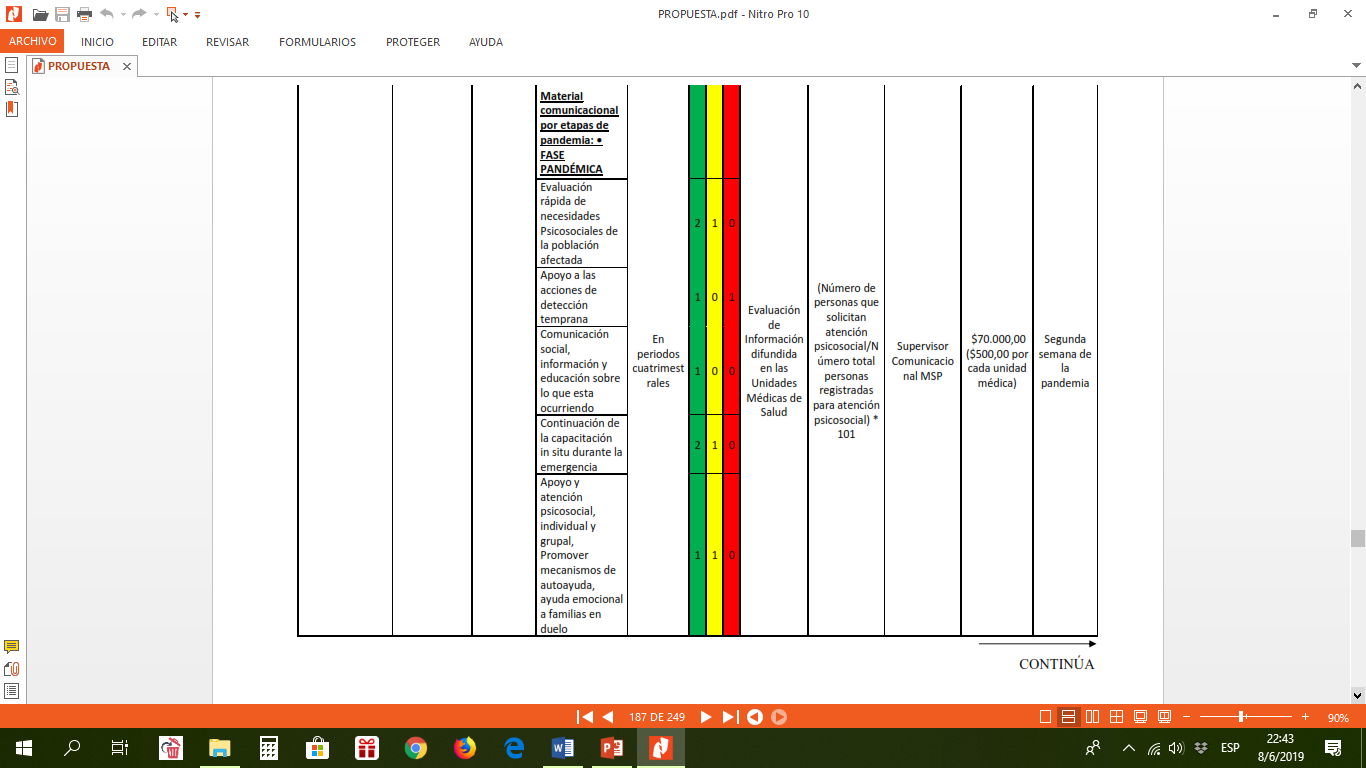 PROPUESTA.pdf - Nitro Pro 10
ARCHIVO INICIO EDITAR REVISAR FORMULARIOS PROTEGER AYUDA
PROPUESTA
Material
comunicacional
por etapas de
pandemia: •
FASE
PANDÉMICA
Evaluación
rápida de
necesidades
Psicosociales de
la población
afectada
2 1 0
Apoyo a las
acciones de
detección
temprana
1 0 1
Comunicación
social,
información y
educación sobre
lo que esta
ocurriendo
1 0 0
Continuación de
la capacitación
in situ durante la
emergencia
2 1 0
Apoyo y
atención
psicosocial,
individual y
grupal,
Promover
mecanismos de
autoayuda,
ayuda emocional
a familias en
duelo
1 1 0
En
periodos
cuatrimest
rales
Evaluación
de
Información
difundida
en las
Unidades
Médicas de
Salud
(Número de
personas que
solicitan
atención
psicosocial/N
úmero total
personas
registradas
para atención
psicosocial) *
101
Supervisor
Comunicacio
nal MSP
$70.000,00
($500,00 por
cada unidad
médica)
Segunda
semana de
la
pandemia
CONTINÚA
187 DE 249
90%
ESP
22:43
8/6/2019